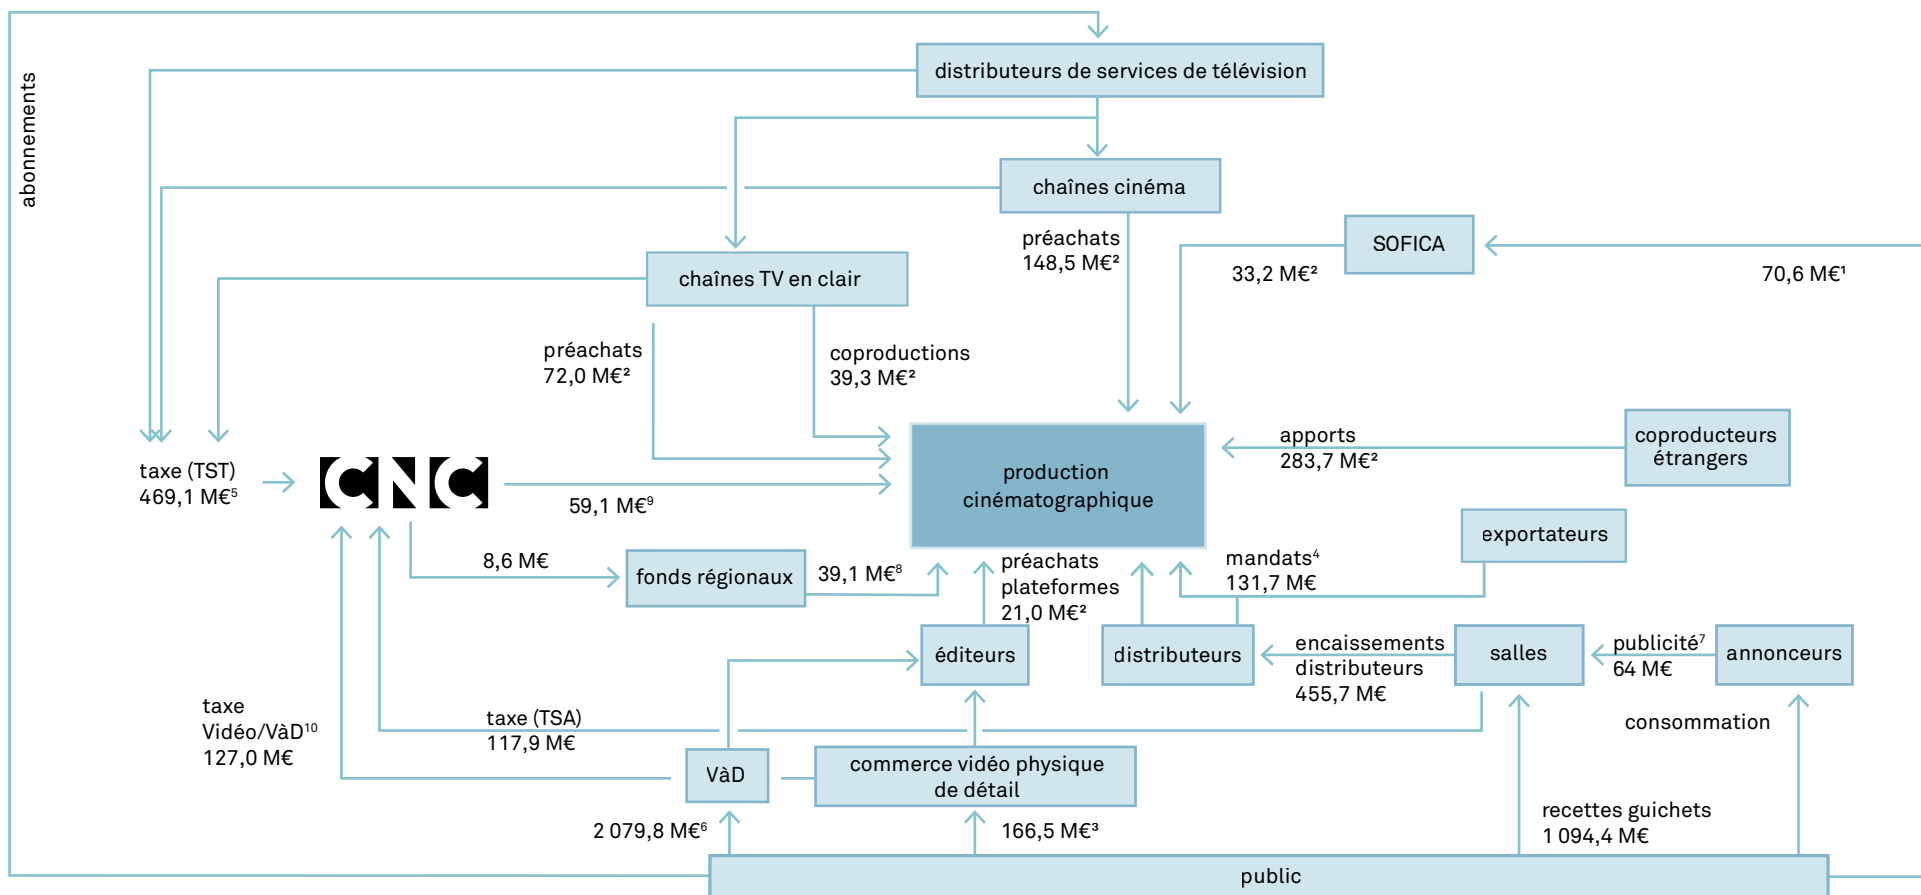 abonnements
distributeurs de services de télévision
chaînes cinéma
préachats
148,5 M€²
SOFICA
33,2 M€²
70,6 M€¹
chaînes TV en clair
préachats
72,0 M€²
coproductions
39,3 M€²
apports
283,7 M€²
coproducteurs
étrangers
taxe (TST)
469,1 M€⁵
CNC
59,1 M€⁹
production
cinématographique
exportateurs
8,6 M€
fonds régionaux
39,1 M€⁸
préachats
plateformes
21,0 M€²
mandats⁴
131,7 M€
éditeurs
distributeurs
encaissements
distributeurs
455,7 M€
salles
publicité⁷
64 M€
annonceurs
taxe
Vidéo/VàD¹⁰
127,0 M€
taxe (TSA)
117,9 M€
consommation
VàD
commerce vidéo physique
de détail
2 079,8 M€⁶
166,5 M€³
recettes guichets
1 094,4 M€
public